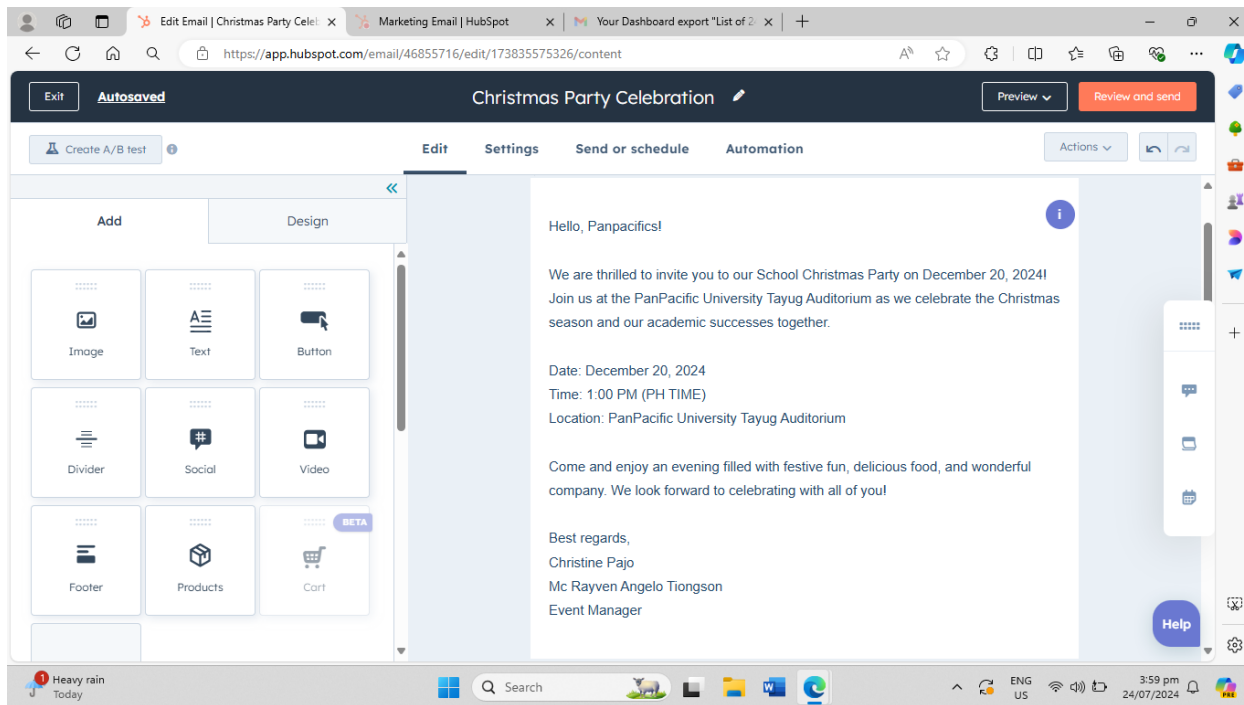 Edit Email | Christmas Party Celeb
Marketing Email | HubSpot
Your Dashboard export "List of 2
https://app.hubspot.com/email/46855716/edit/173835575326/content
Exit
Autosaved
Christmas Party Celebration
Preview
Review and send
Create A/B test
Edit
Settings
Send or schedule
Automation
Actions
Add
Design
Image
Text
Button
Divider
Social
Video
BETA
Footer
Products
Cart
Hello, Panpacifics!
We are thrilled to invite you to our School Christmas Party on December 20, 2024!
Join us at the PanPacific University Tayug Auditorium as we celebrate the Christmas
season and our academic successes together.
Date: December 20, 2024
Time: 1:00 PM (PH TIME)
Location: PanPacific University Tayug Auditorium
Come and enjoy an evening filled with festive fun, delicious food, and wonderful
company. We look forward to celebrating with all of you!
Best regards,
Christine Pajo
Mc Rayven Angelo Tiongson
Event Manager
Help
1
Heavy rain
Today
Search
ENG
US
3:59 pm
24/07/2024
PRE